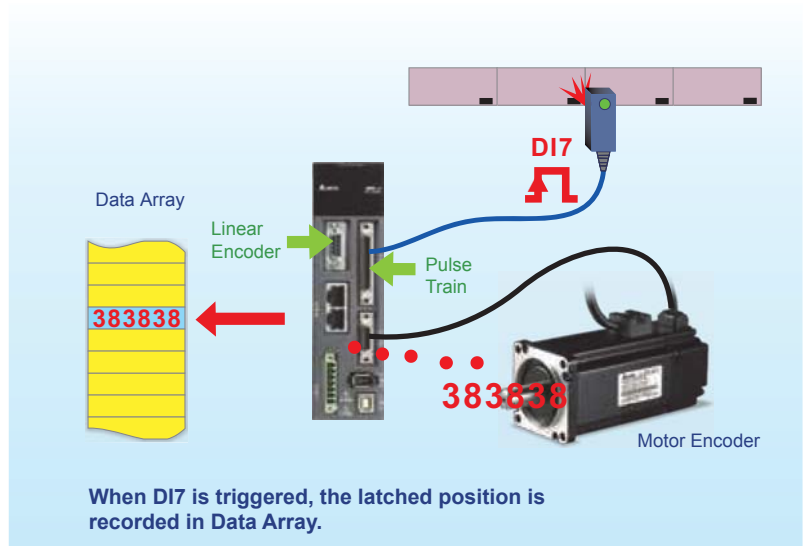 DI7
Data Array
Linear
Encoder
Pulse
Train
383838
383838
Motor Encoder
When DI7 is triggered, the latched position is
recorded in Data Array.